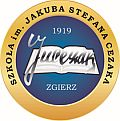 SZKOŁA im. JAKUBA STEFANA CEZAKA
1919
ZGIERZ